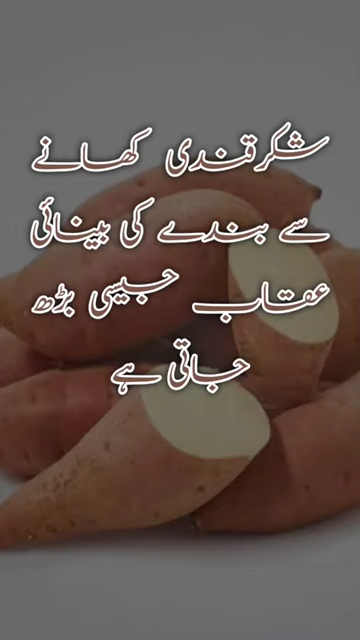 شکرقندی کھانے
سے بندے کی بینائی
عقاب جیسی بڑھ
جاتی ہے